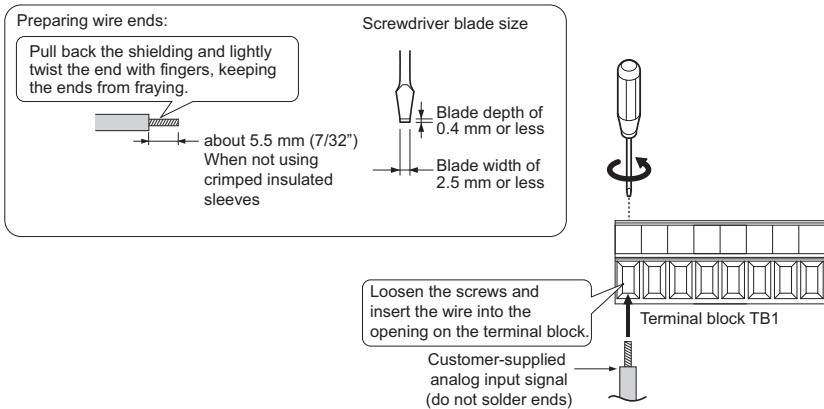 Preparing wire ends:
Pull back the shielding and lightly
twist the end with fingers, keeping
the ends from fraying.
about 5.5 mm (7/32”)
When not using
crimped insulated
sleeves
Screwdriver blade size
Blade depth of
0.4 mm or less
Blade width of
2.5 mm or less
Loosen the screws and
insert the wire into the
opening on the terminal block.
Terminal block TB1
Customer-supplied
analog input signal
(do not solder ends)